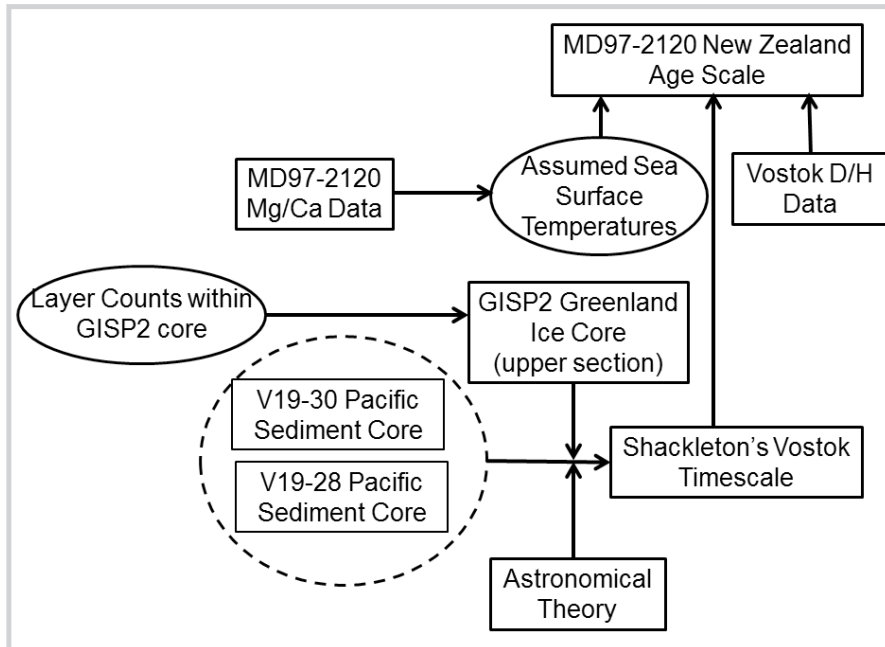 MD97-2120 New Zealand
Age Scale
MD97-2120
Mg/Ca Data
Assumed Sea
Surface
Temperatures
Vostok D/H
Data
Layer Counts within
GISP2 core
GISP2 Greenland
Ice Core
(upper section)
V19-30 Pacific
Sediment Core
V19-28 Pacific
Sediment Core
Shackleton's Vostok
Timescale
Astronomical
Theory